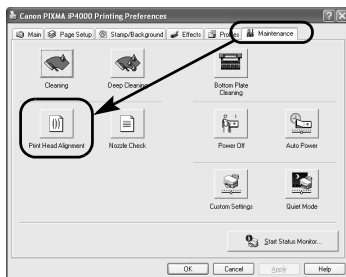 Canon PIXMA iP4000 Printing Preferences
Main Page Setup Stamp/Background Effects Profiles Maintenance
Cleaning Deep Cleaning Bottom Plate Cleaning
Print Head Alignment Nozzle Check Power Off Auto Power
Custom Settings Quiet Mode
Start Status Monitor...
OK Cancel Apply Help